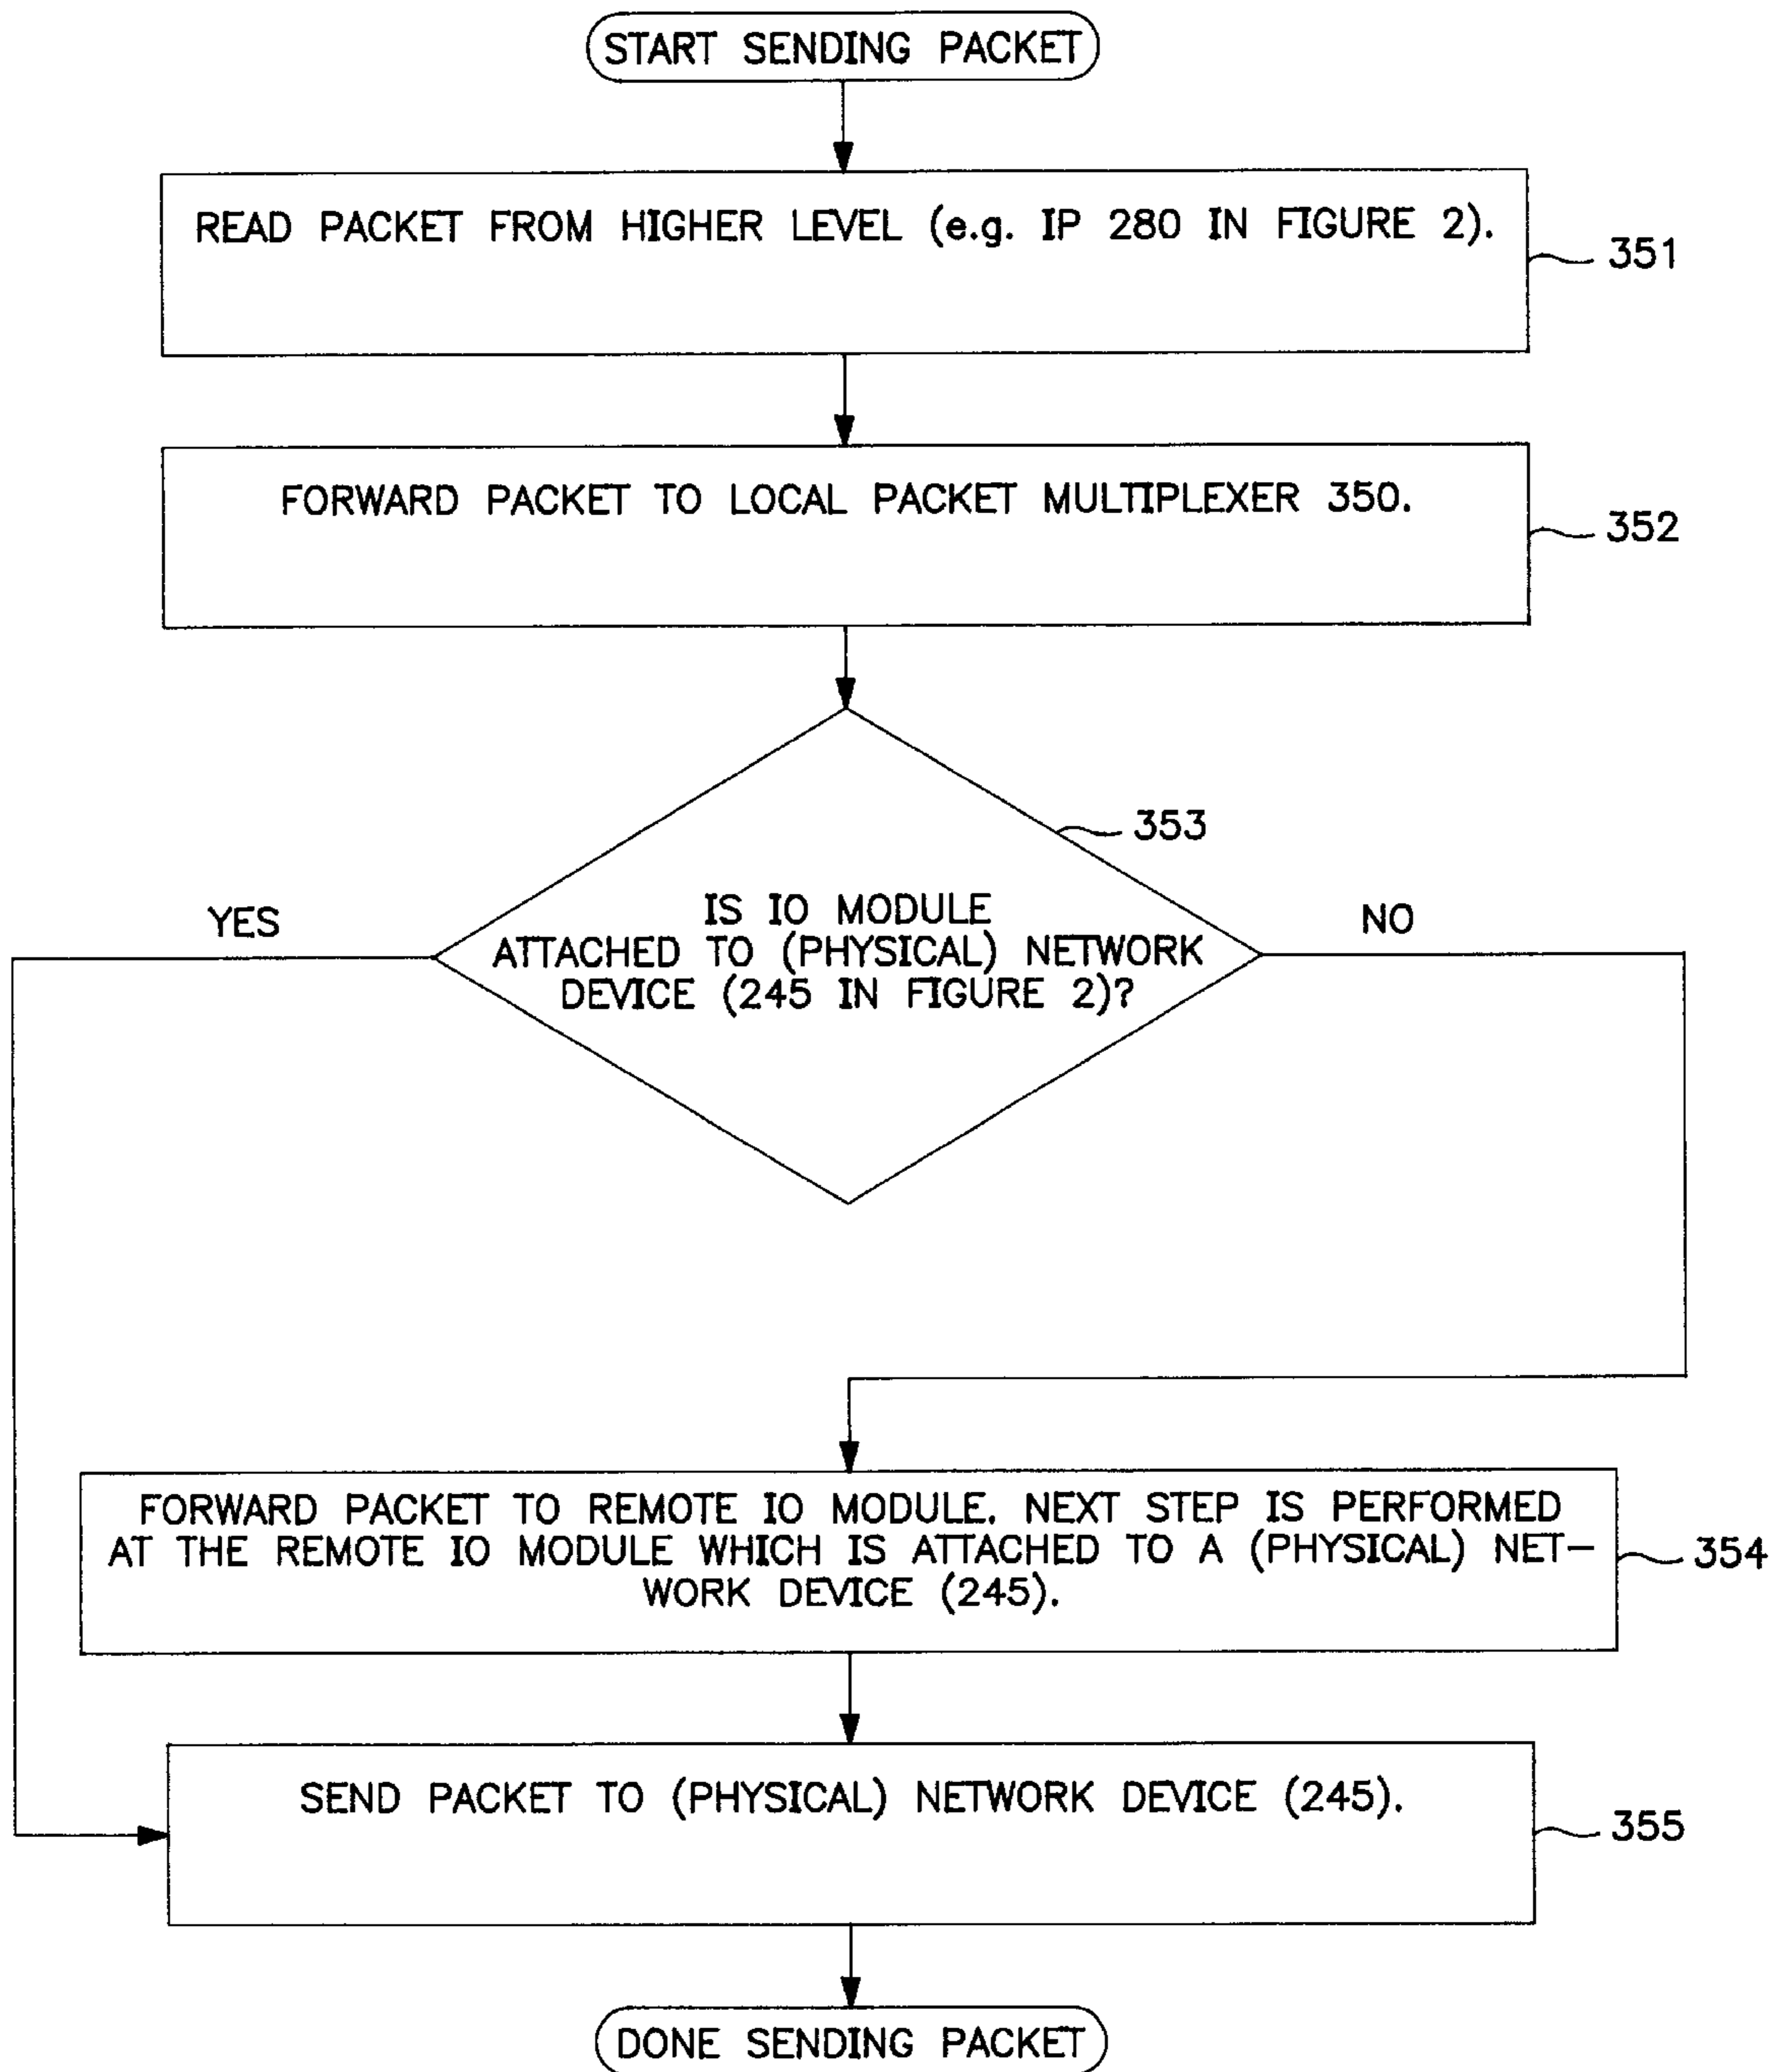 START SENDING PACKET
READ PACKET FROM HIGHER LEVEL (e.g. IP 280 IN FIGURE 2).
351
FORWARD PACKET TO LOCAL PACKET MULTIPLEXER 350.
352
353
YES
NO
IS IO MODULE
ATTACHED TO (PHYSICAL) NETWORK
DEVICE (245 IN FIGURE 2)?
FORWARD PACKET TO REMOTE IO MODULE. NEXT STEP IS PERFORMED
AT THE REMOTE IO MODULE WHICH IS ATTACHED TO A (PHYSICAL) NET-
WORK DEVICE (245).
354
SEND PACKET TO (PHYSICAL) NETWORK DEVICE (245).
355
DONE SENDING PACKET